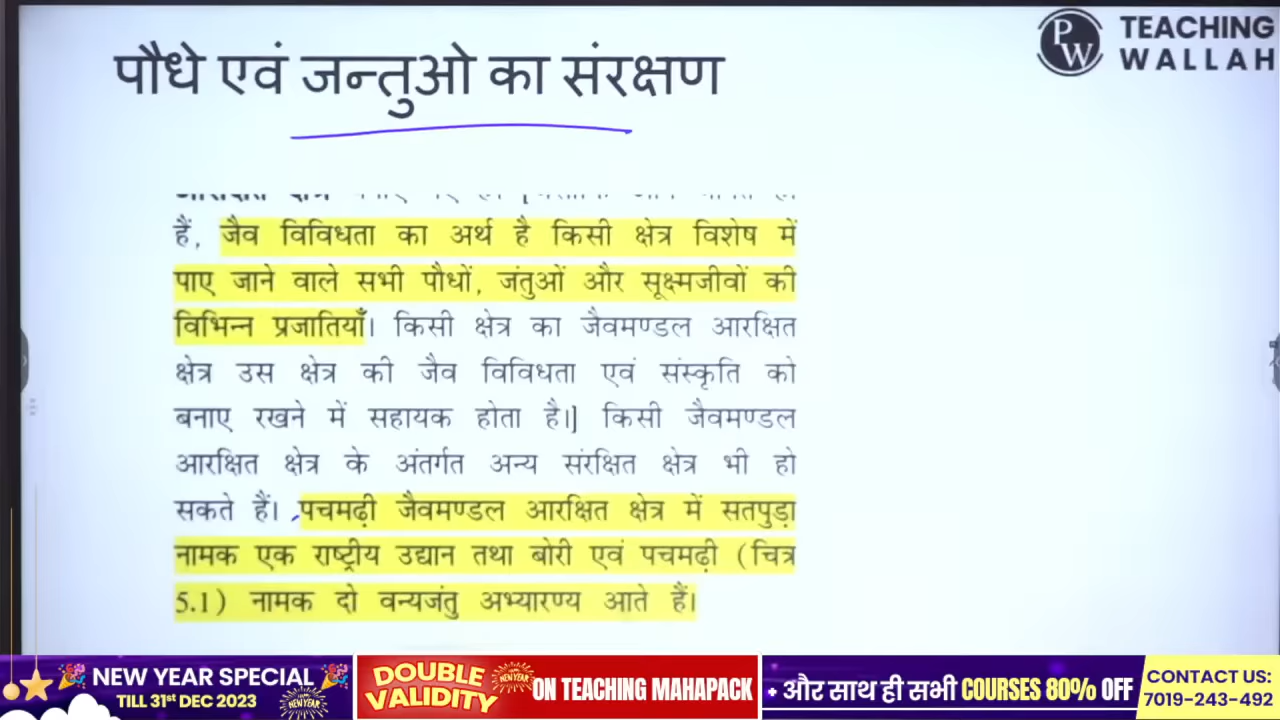 पौधे एवं जन्तुओ का संरक्षण
TEACHING
WALLAH
PW
हैं, जैव विविधता का अर्थ है किसी क्षेत्र विशेष में
पाए जाने वाले सभी पौधों, जंतुओं और सूक्ष्मजीवों की
विभिन्न प्रजातियाँ। किसी क्षेत्र का जैवमण्डल आरक्षित
क्षेत्र उस क्षेत्र की जैव विविधता एवं संस्कृति को
बनाए रखने में सहायक होता है।] किसी जैवमण्डल
आरक्षित क्षेत्र के अंतर्गत अन्य संरक्षित क्षेत्र भी हो
सकते हैं। पचमढ़ी जैवमण्डल आरक्षित क्षेत्र में सतपुड़ा
नामक एक राष्ट्रीय उद्यान तथा बोरी एवं पचमढ़ी (चित्र
5.1) नामक दो वन्यजंतु अभ्यारण्य आते हैं।
NEW YEAR SPECIAL
TILL 31st DEC 2023
DOUBLE
VALIDITY
ON TEACHING MAHAPACK
+ और साथ ही सभी COURSES 80% OFF
CONTACT US:
7019-243-492